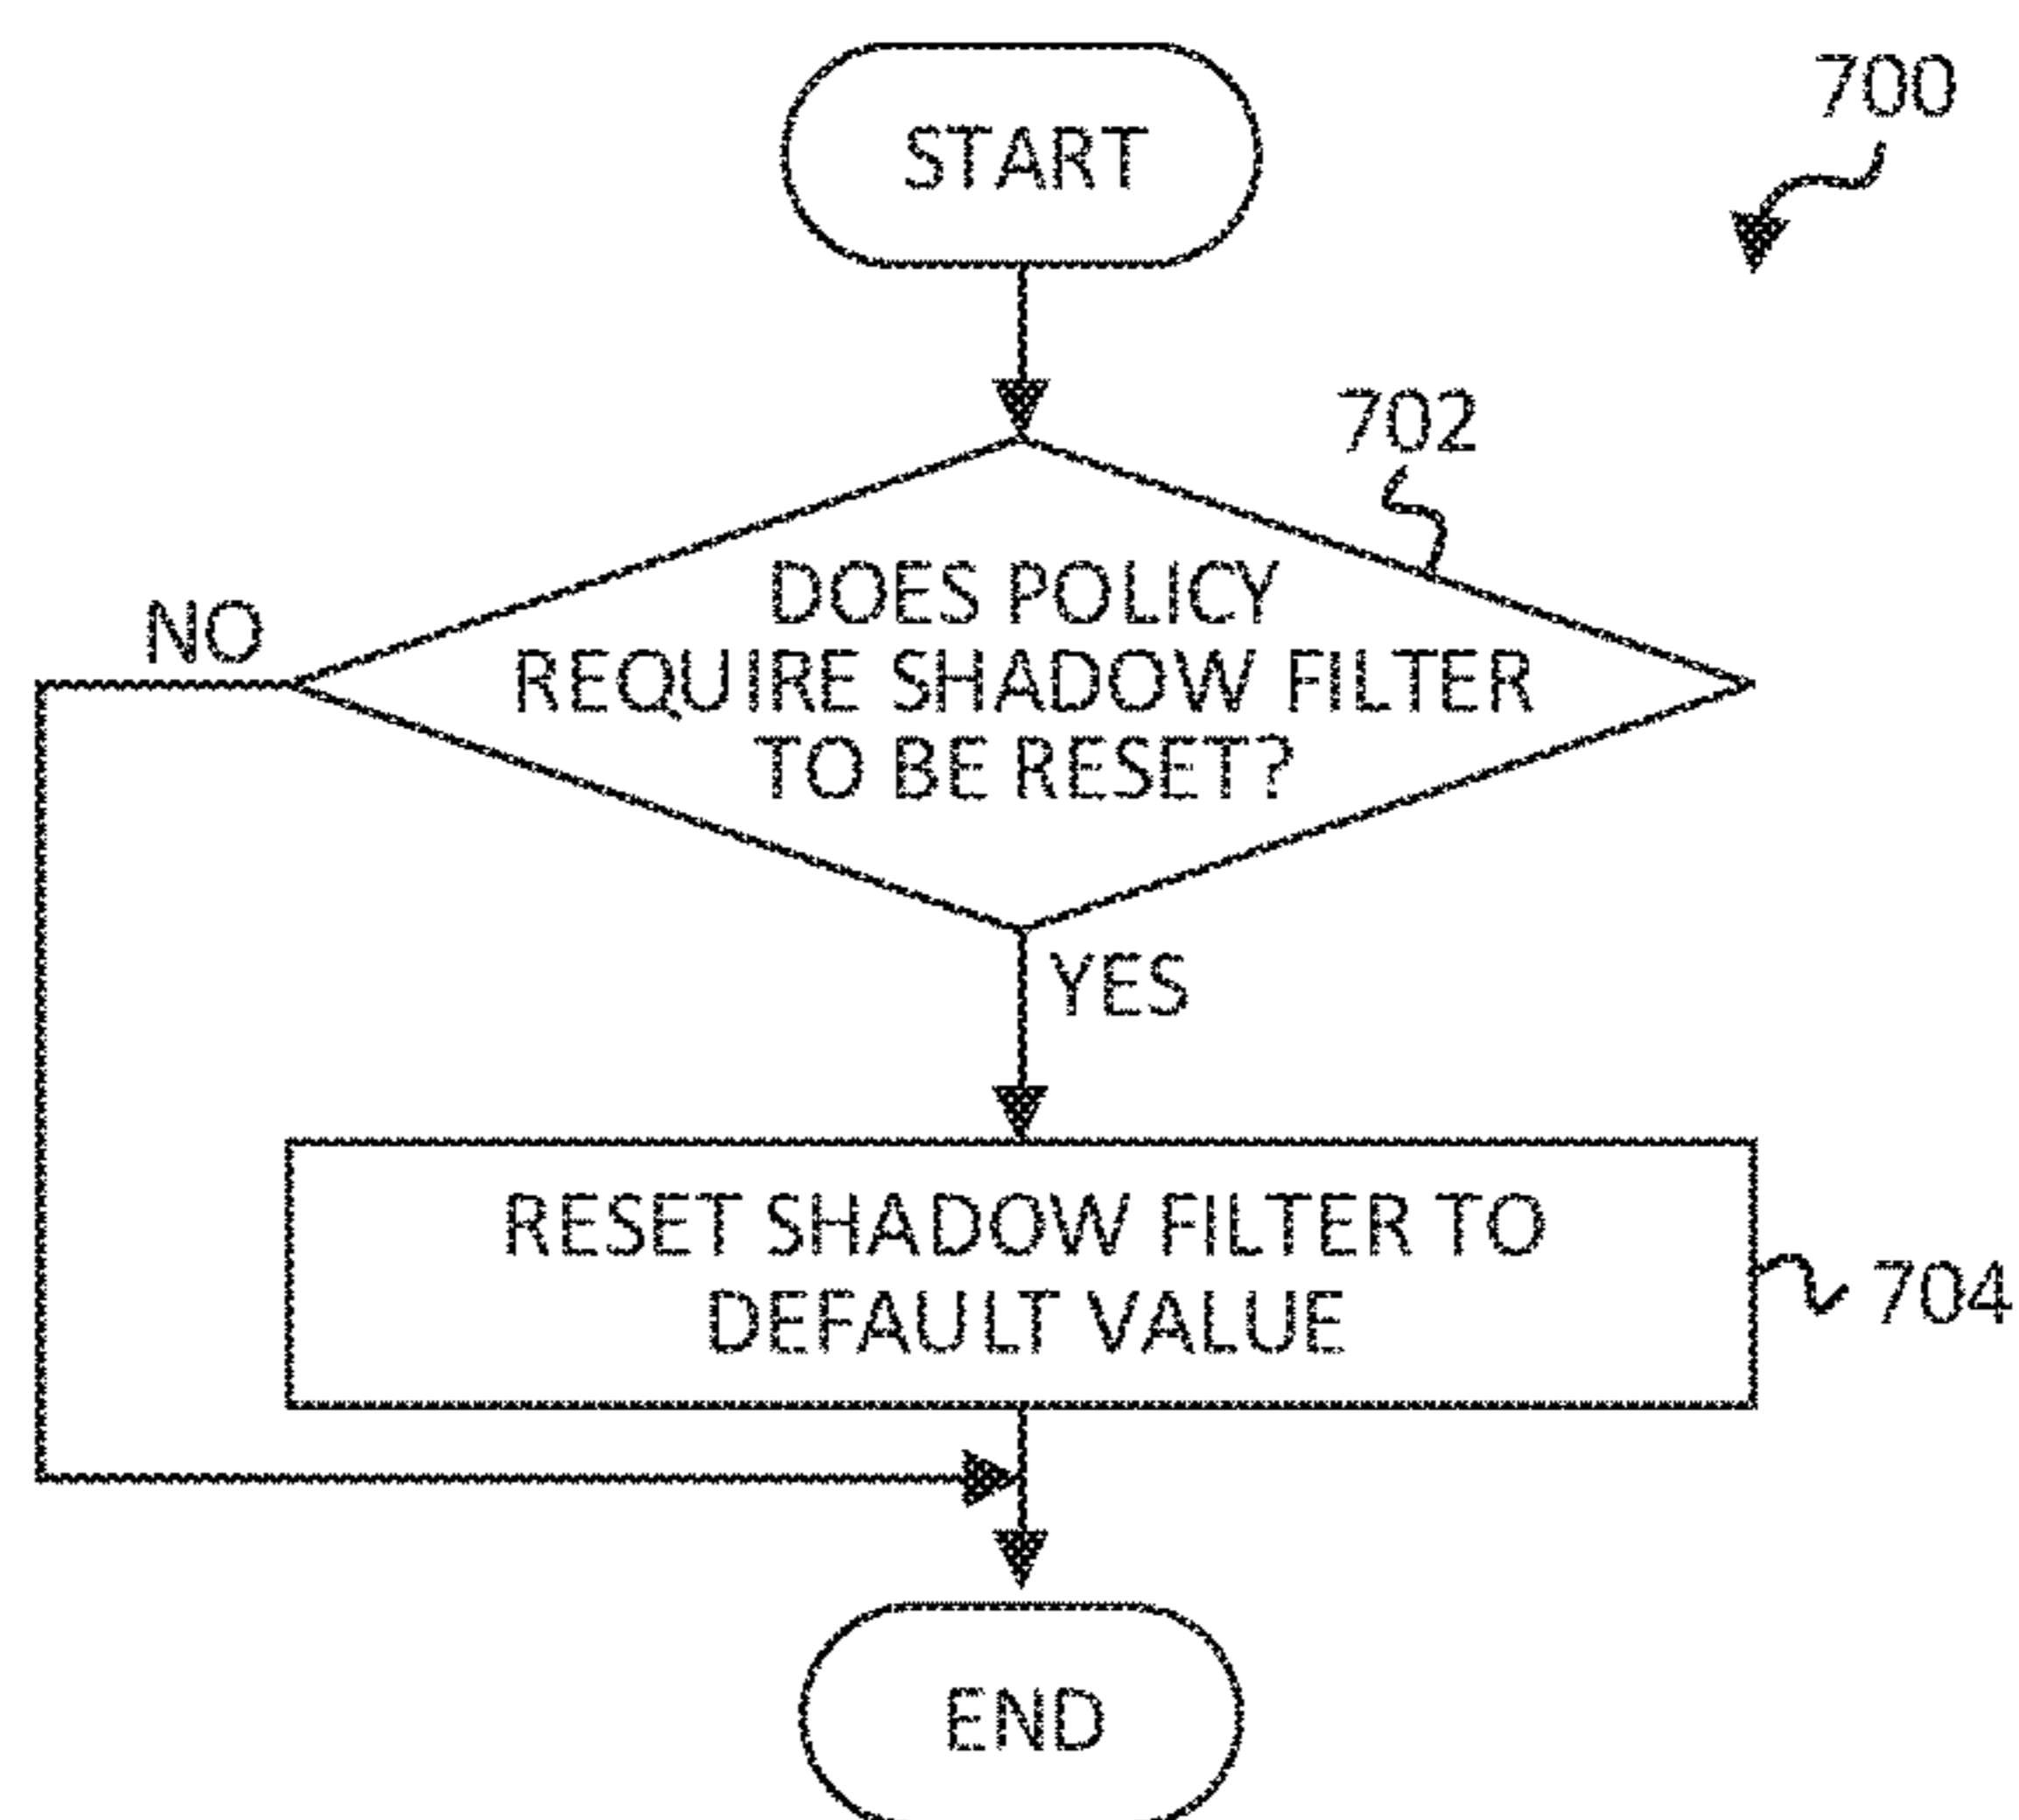 START
700
702
DOES POLICY
REQUIRE SHADOW FILTER
TO BE RESET?
NO
YES
RESET SHADOW FILTER TO
DEFAULT VALUE
704
END